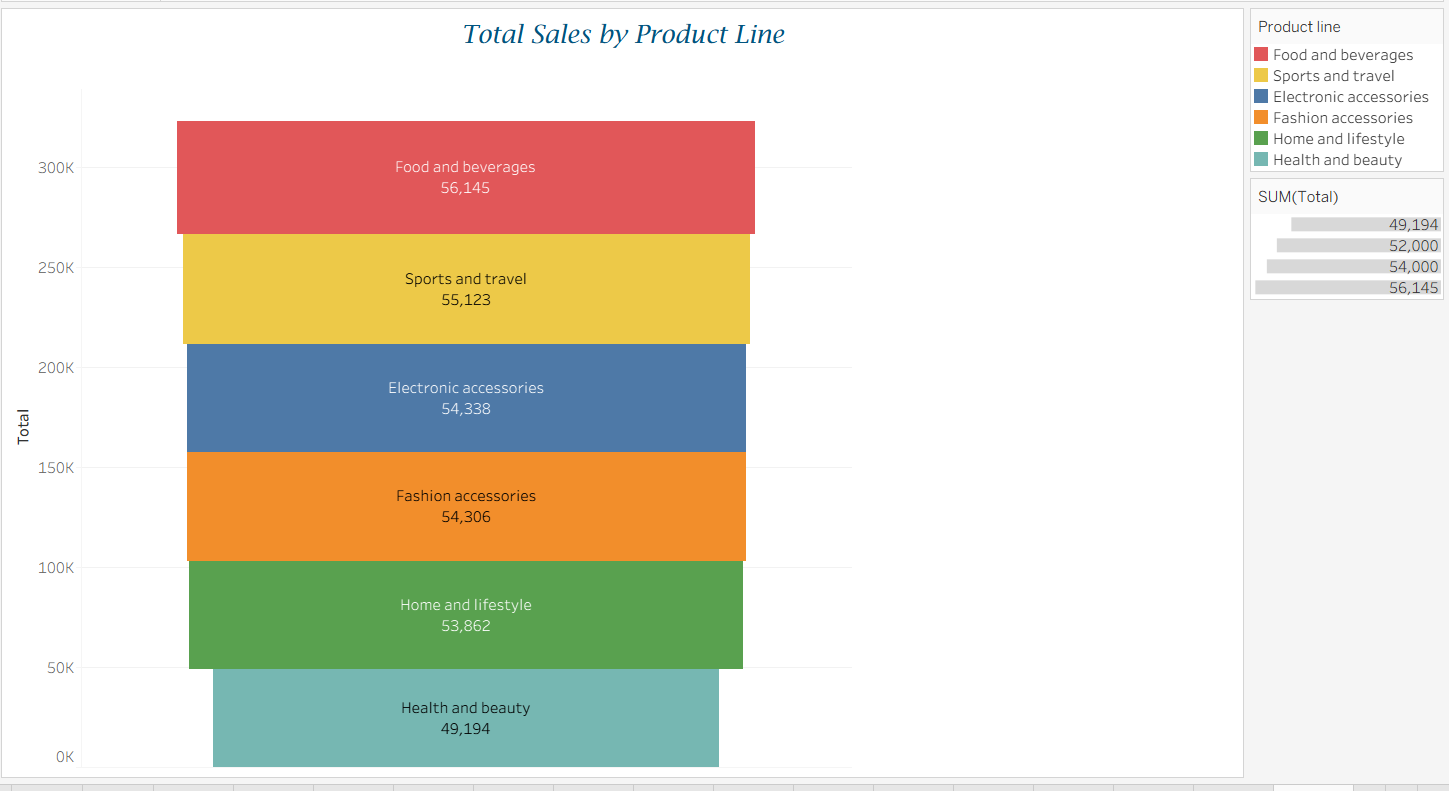 Total Sales by Product Line
Total
300K
250K
200K
150K
100K
50K
0K
Food and beverages
56,145
Sports and travel
55,123
Electronic accessories
54,338
Fashion accessories
54,306
Home and lifestyle
53,862
Health and beauty
49,194
Product line
Food and beverages
Sports and travel
Electronic accessories
Fashion accessories
Home and lifestyle
Health and beauty
SUM(Total)
49,194
52,000
54,000
56,145